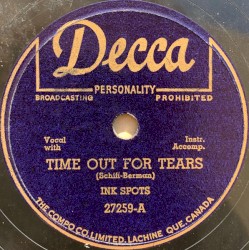 Decca
PERSONALITY
BROADCASTING PROHIBITED
Vocal with
Instr. Accomp.
TIME OUT FOR TEARS
(Schiff-Berman)
INK SPOTS
27259-A
THE COMPO CO. LIMITED, LACHINE QUE. CANADA